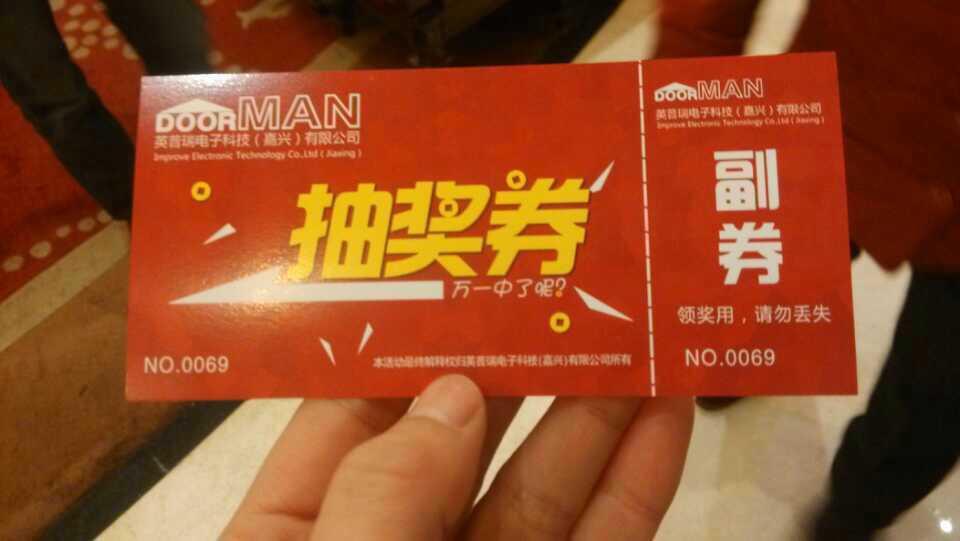 DOORMAN
英普瑞电子科技（嘉兴）有限公司
Improve Electronic Technology Co.,Ltd（Jiaxing）
抽奖券
万一中了呢？
NO.0069
本活动最终解释权归英普瑞电子科技(嘉兴)有限公司所有
DOORMAN
英普瑞电子科技（嘉兴）有限公司
Improve Electronic Technology Co.,Ltd（Jiaxing）
副
券
领奖用，请勿丢失
NO.0069